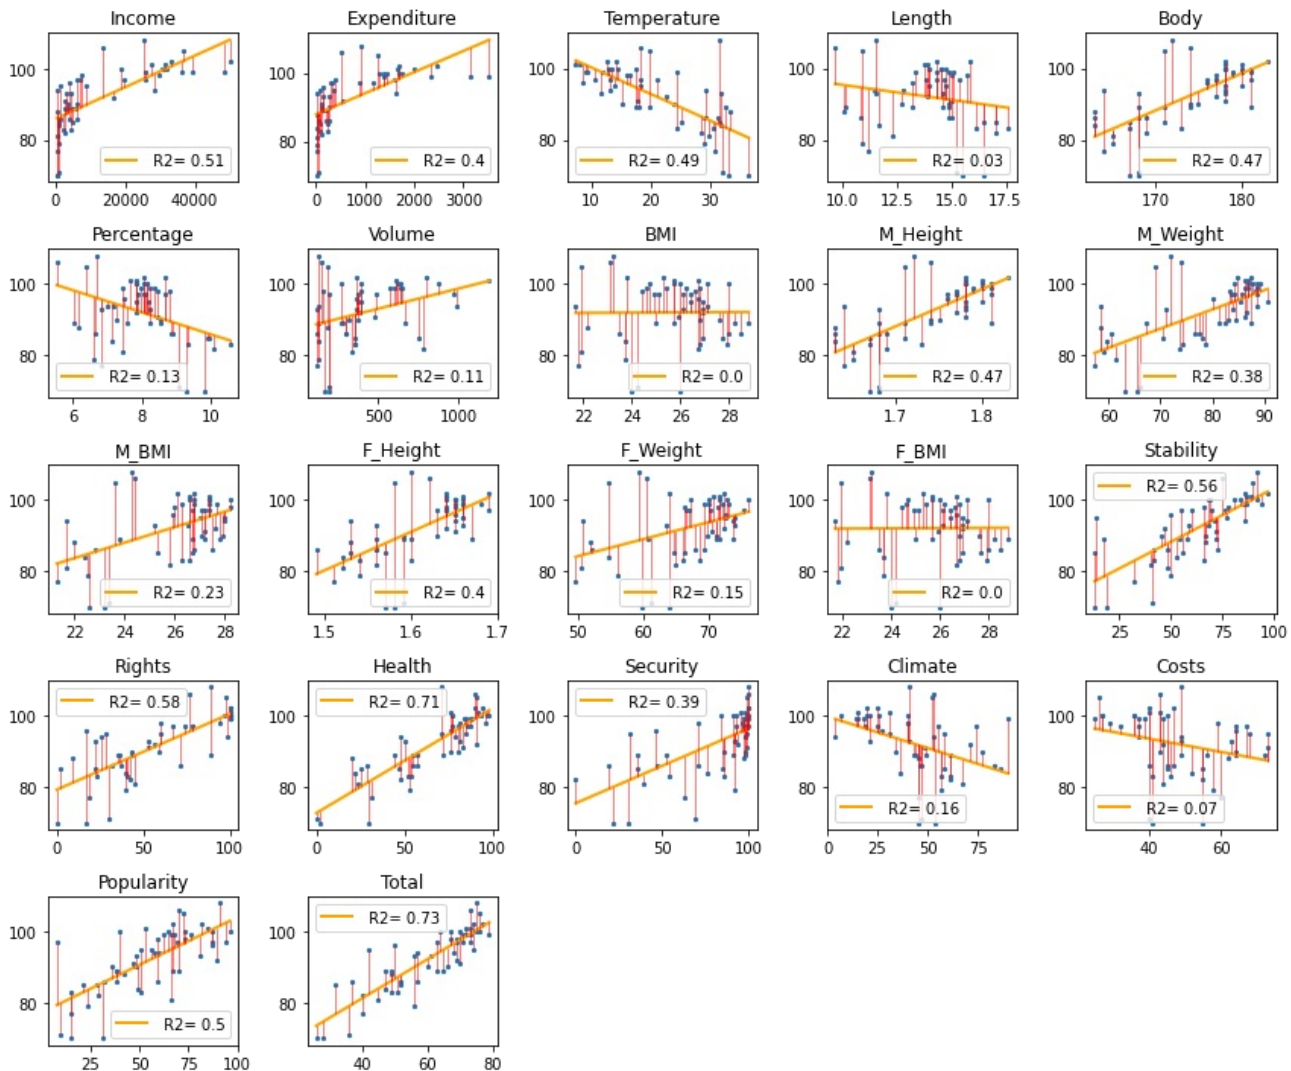 Income Expenditure Temperature Length Body
100 100 100 100 100
80 80 80 80 80
R2= 0.51 R2= 0.4 R2= 0.49 R2= 0.03 R2= 0.47
0 20000 40000 0 1000 2000 3000 10 20 30 10.0 12.5 15.0 17.5 170 180
Percentage Volume BMI M_Height M_Weight
100 100 100 100 100
80 80 80 80 80
R2= 0.13 R2= 0.11 R2= 0.0 R2= 0.47 R2= 0.38
6 8 10 500 1000 22 24 26 28 1.7 1.8 60 70 80 90
M_BMI F_Height F_Weight F_BMI Stability
R2= 0.56
100 100 100 100 100
80 80 80 80 80
R2= 0.23 R2= 0.4 R2= 0.15 R2= 0.0
22 24 26 28 1.5 1.6 1.7 50 60 70 22 24 26 28 25 50 75 100
Rights Health Security Climate Costs
R2= 0.58 R2= 0.71 R2= 0.39
100 100 100 100 100
80 80 80 80 80
R2= 0.16 R2= 0.07
0 50 100 0 50 100 0 50 100 0 25 50 75 40 60
Popularity Total
R2= 0.73
100 100
80 80
R2= 0.5
25 50 75 100 40 60 80